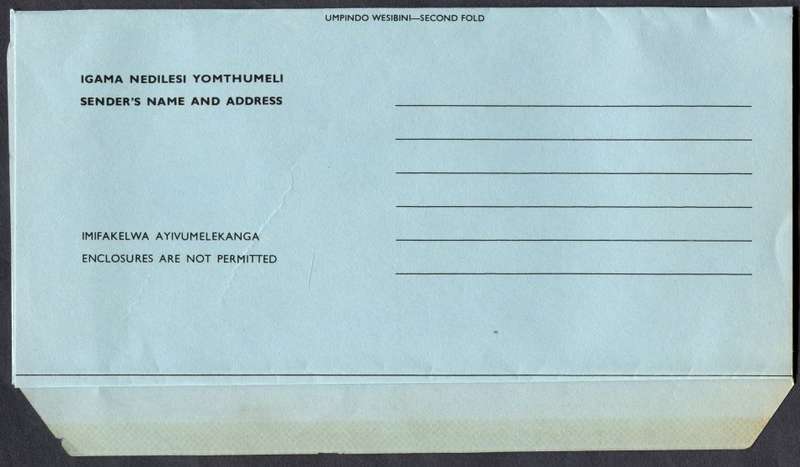 UMPINDO WESIBINI—SECOND FOLD
IGAMA NEDILESI YOMTHUMELI
SENDER'S NAME AND ADDRESS
IMIFAKELWA AYIVUMELEKANGA
ENCLOSURES ARE NOT PERMITTED